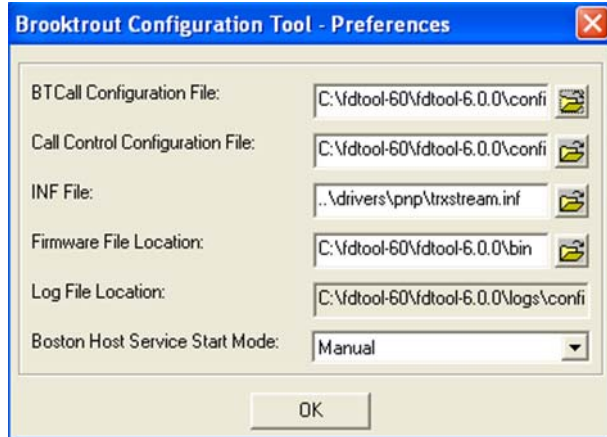 Brooktrout Configuration Tool - Preferences
BTCall Configuration File: C:\fdtool-60\fdtool-6.0.0\confi
Call Control Configuration File: C:\fdtool-60\fdtool-6.0.0\confi
INF File: ..\drivers\pnp\trxstream.inf
Firmware File Location: C:\fdtool-60\fdtool-6.0.0\bin
Log File Location: C:\fdtool-60\fdtool-6.0.0\logs\confi
Boston Host Service Start Mode: Manual
OK